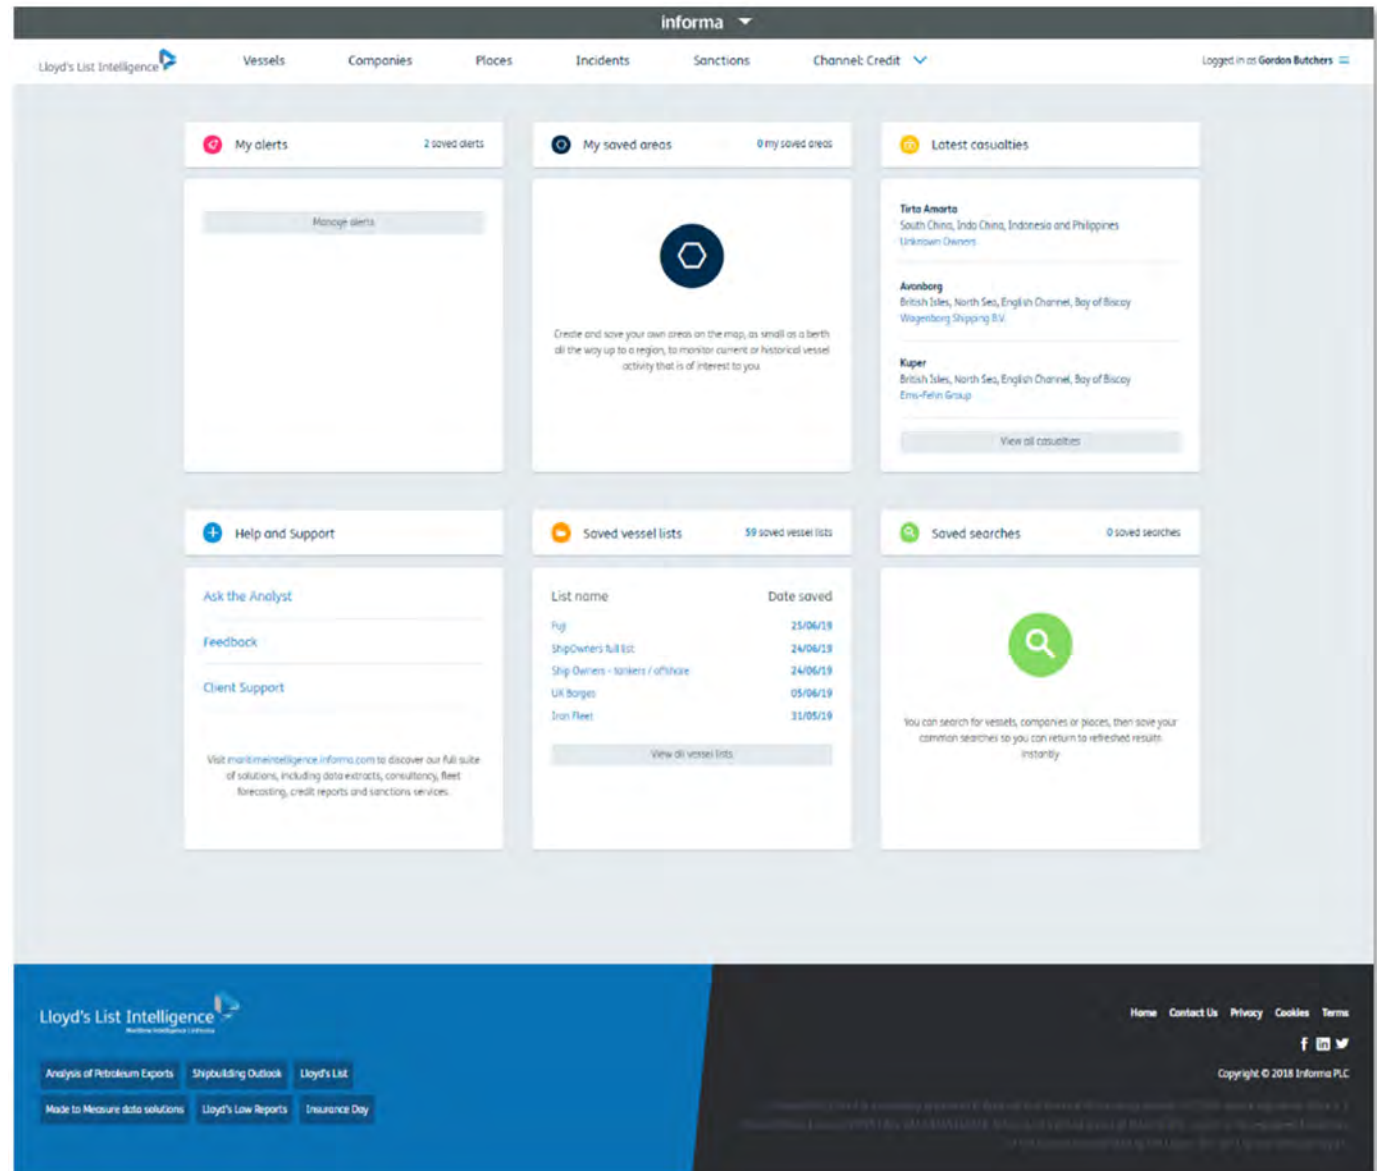 informa
Lloyd's List Intelligence
Vessels
Companies
Places
Incidents
Sanctions
Channel: Credit
Logged in as Gordon Butchers
My alerts
2 saved alerts
Manage alerts
My saved areas
0 my saved areas
Create and save your own areas on the map, as small as a berth
all the way up to a region, to monitor current or historical vessel
activity that is of interest to you.
Latest casualties
Tirta Amarta
South China, Indo China, Indonesia and Philippines
Unknown Owners
Avonborg
British Isles, North Sea, English Channel, Bay of Biscay
Wagenborg Shipping B.V.
Kuper
British Isles, North Sea, English Channel, Bay of Biscay
Ems-Fehn Group
View all casualties
Help and Support
Ask the Analyst
Feedback
Client Support
Visit maritimeintelligence.informa.com to discover our full suite
of solutions, including data extracts, consultancy, fleet
forecasting, credit reports and sanctions services.
Saved vessel lists
59 saved vessel lists
List name Date saved
Fuji 25/06/19
ShipOwners full list 24/06/19
Ship Owners - tankers / offshore 24/06/19
UK Barges 05/06/19
Iron Fleet 31/05/19
View all vessel lists
Saved searches
0 saved searches
You can search for vessels, companies or places, then save your
common searches so you can return to refreshed results
instantly
Lloyd's List Intelligence
Maritime Intelligence | informa
Analysis of Petroleum Exports
Shipbuilding Outlook
Lloyd's List
Made to Measure data solutions
Lloyd's Law Reports
Insurance Day
Home Contact Us Privacy Cookies Terms
Copyright © 2018 Informa PLC